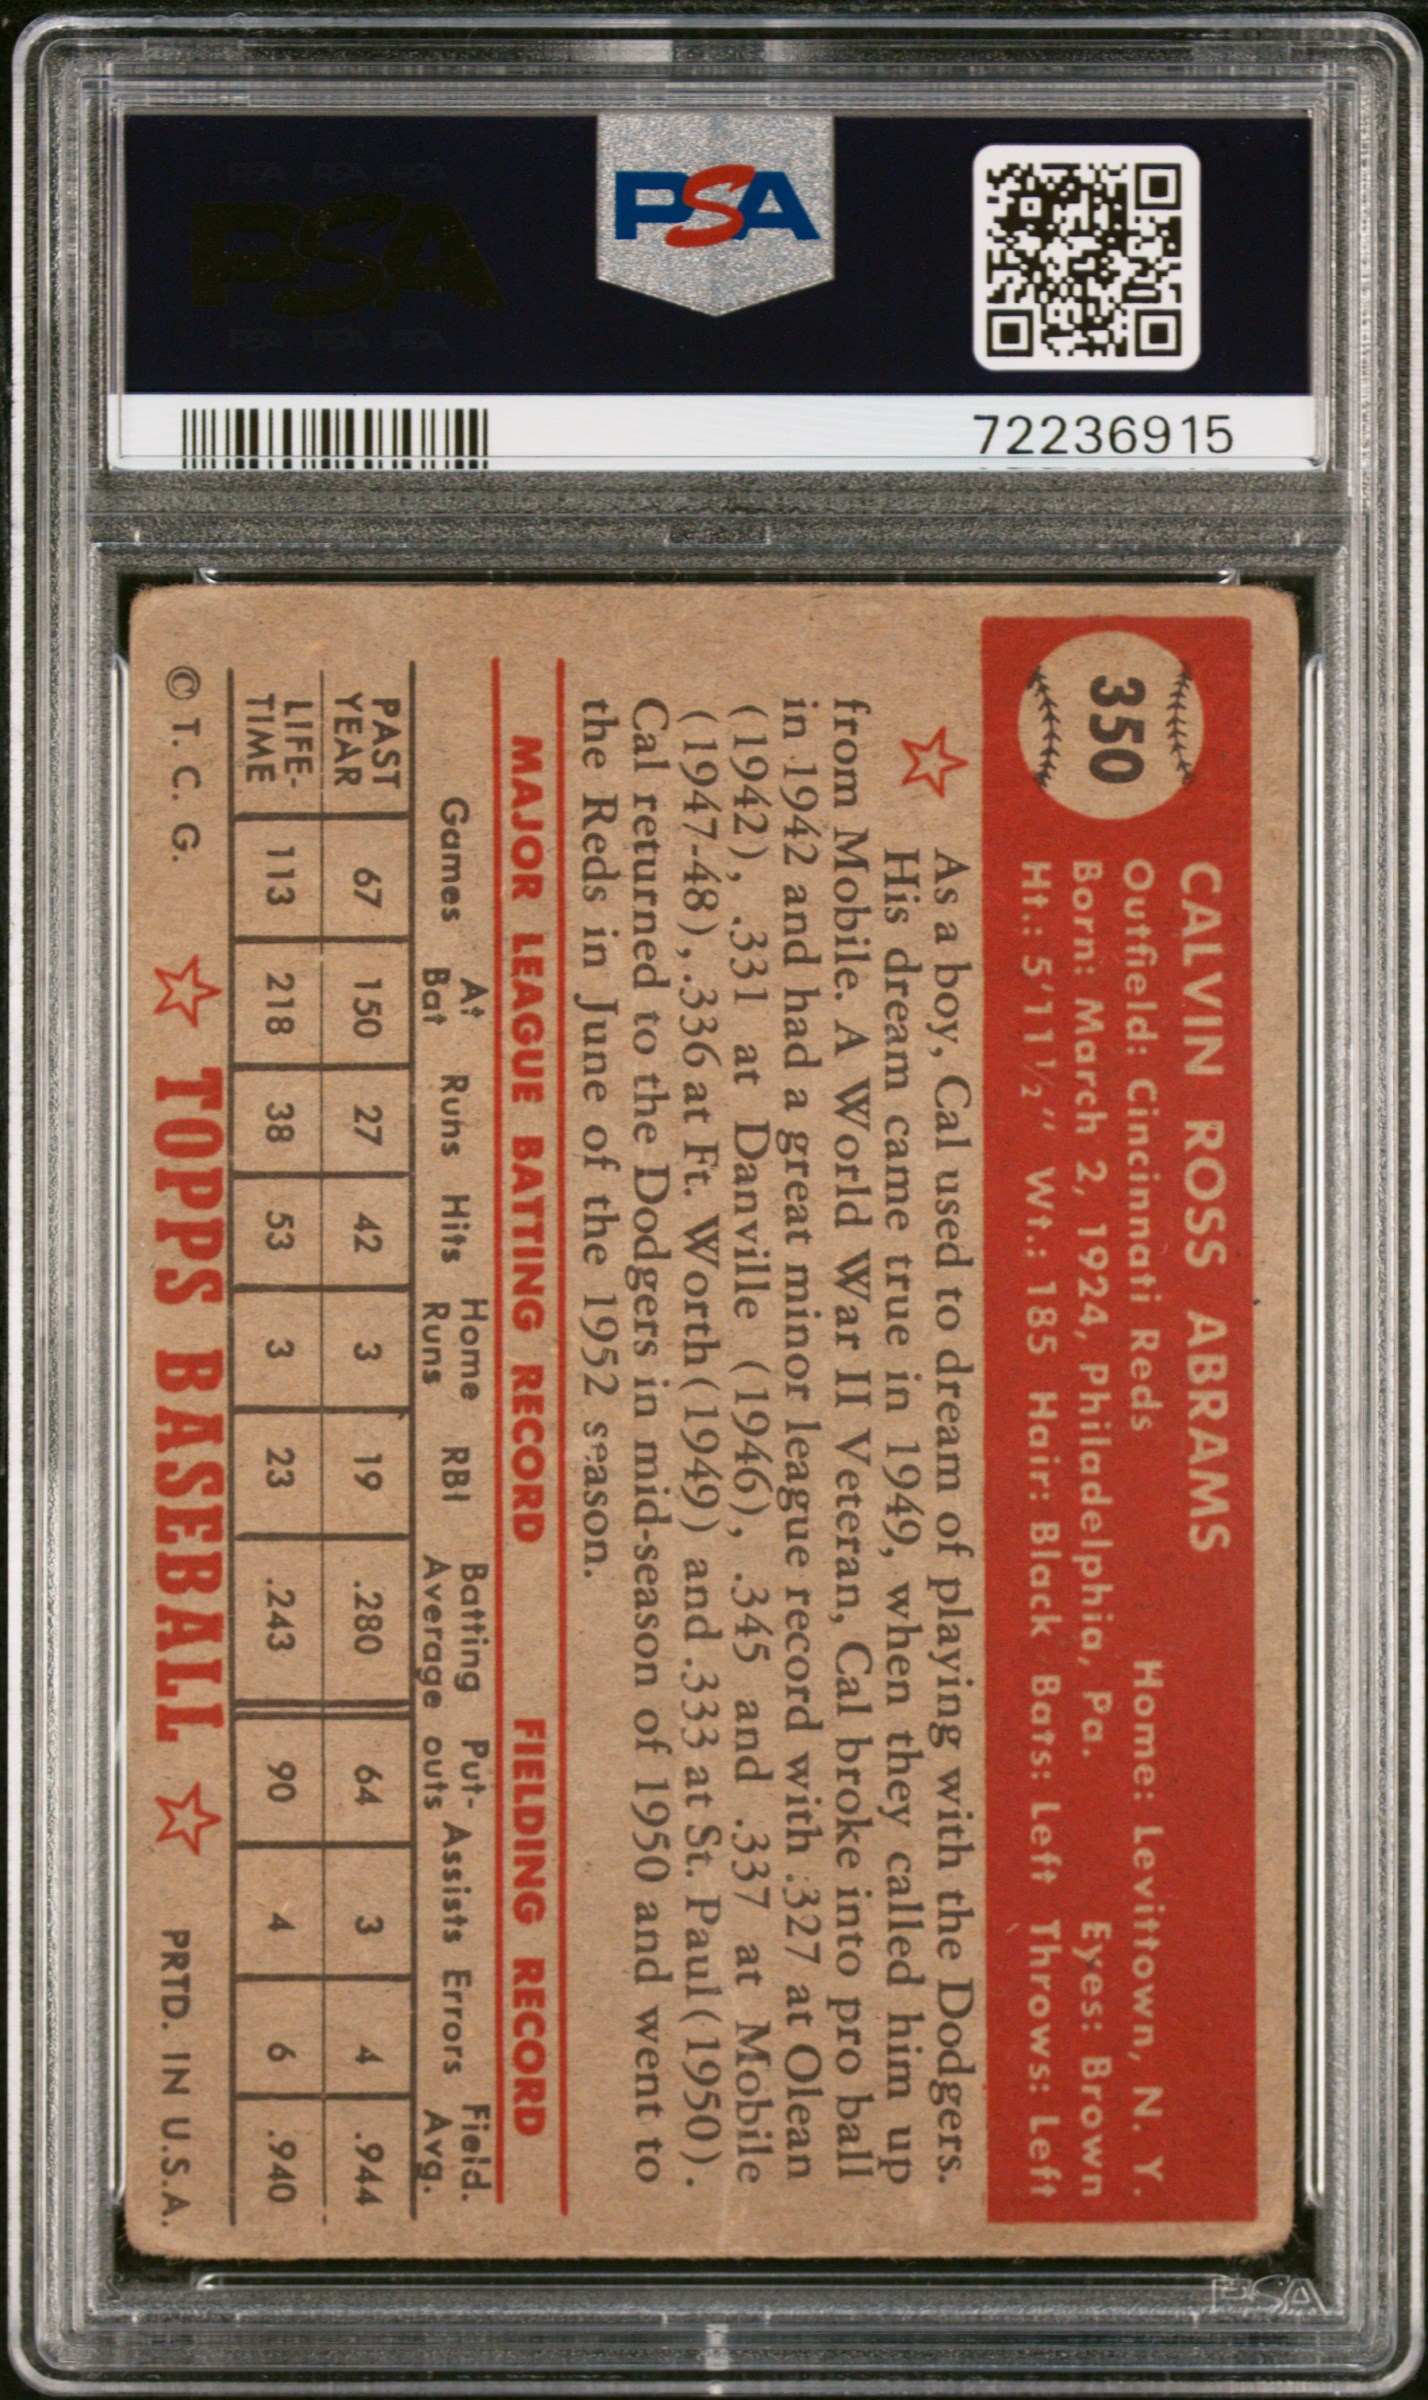 PSA PSA PSA
PSA
PSA PSA PSA
PSA
72236915
350
CALVIN ROSS ABRAMS
Outfield: Cincinnati Reds Home: Levittown, N. Y.
Born: March 2, 1924, Philadelphia, Pa. Eyes: Brown
Ht.: 5'11½" Wt.: 185 Hair: Black Bats: Left Throws: Left
As a boy, Cal used to dream of playing with the Dodgers.
His dream came true in 1949, when they called him up
from Mobile. A World War II Veteran, Cal broke into pro ball
in 1942 and had a great minor league record with .327 at Olean
(1942), .331 at Danville (1946), .345 and .337 at Mobile
(1947-48), .336 at Ft. Worth (1949) and .333 at St. Paul (1950).
Cal returned to the Dodgers in mid-season of 1950 and went to
the Reds in June of the 1952 season.
MAJOR LEAGUE BATTING RECORD FIELDING RECORD
Games At Bat Runs Hits Home Runs RBI Batting Average Put-outs Assists Errors Field. Avg.
PAST YEAR 67 150 27 42 3 19 .280 64 3 4 .944
LIFE-TIME 113 218 38 53 3 23 .243 90 4 6 .940
© T. C. G. TOPPS BASEBALL PRTD. IN U.S.A.
PSA